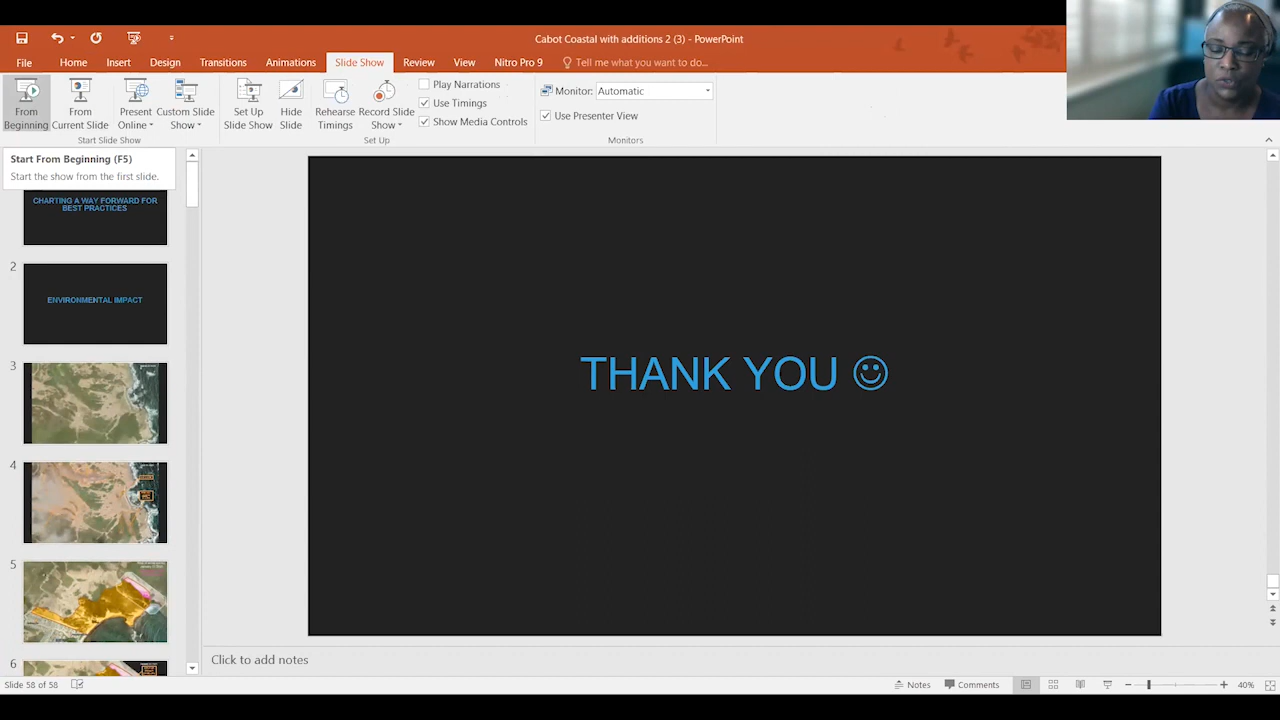 Cabot Coastal with additions 2 (3) - PowerPoint
File Home Insert Design Transitions Animations Slide Show Review View Nitro Pro 9 Tell me what you want to do...
From Beginning
From Current Slide
Present Online
Custom Slide Show
Start Slide Show
Set Up Slide Show
Hide Slide
Rehearse Timings
Record Slide Show
Play Narrations
Use Timings
Show Media Controls
Set Up
Monitor: Automatic
Use Presenter View
Monitors
Start From Beginning (F5)
Start the show from the first slide.
CHARTING A WAY FORWARD FOR
BEST PRACTICES
2
ENVIRONMENTAL IMPACT
3
4
5
6
THANK YOU ☺
Click to add notes
Slide 58 of 58
Notes Comments 40%